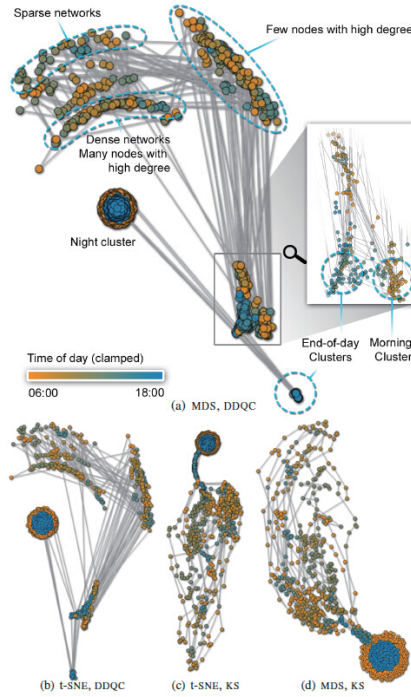 Sparse networks
Few nodes with high degree
Dense networks
Many nodes with
high degree
Night cluster
End-of-day
Clusters
Morning
Cluster
Time of day (clamped)
06:00 18:00
(a) MDS, DDQC
(b) t-SNE, DDQC
(c) t-SNE, KS
(d) MDS, KS